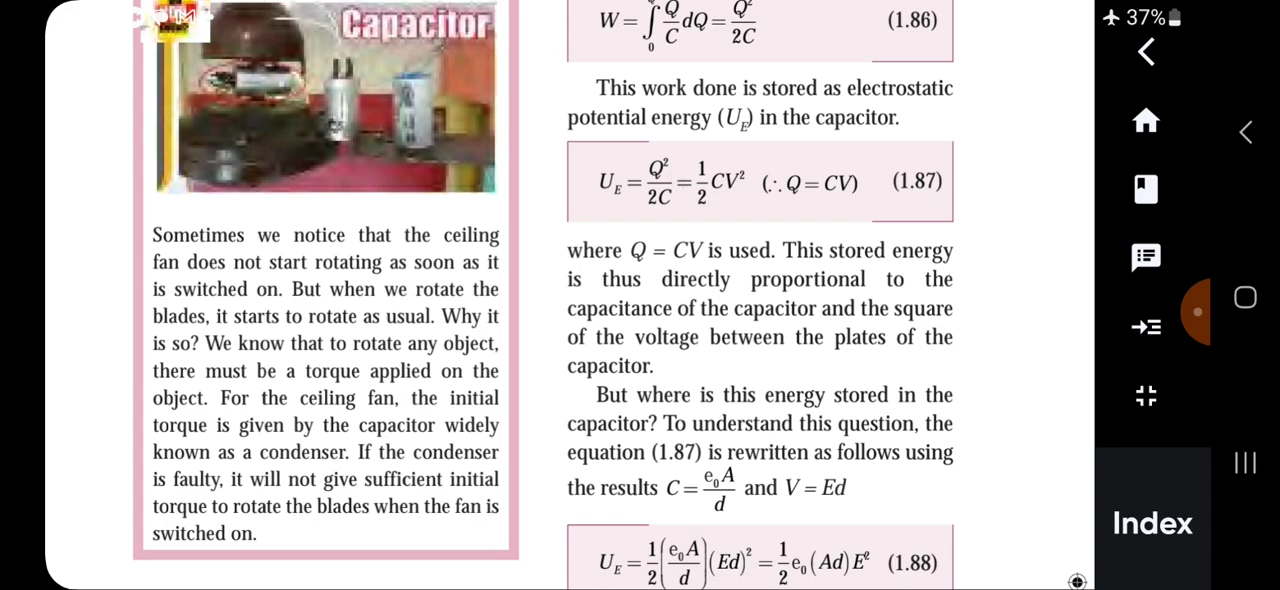 Capacitor
Sometimes we notice that the ceiling
fan does not start rotating as soon as it
is switched on. But when we rotate the
blades, it starts to rotate as usual. Why it
is so? We know that to rotate any object,
there must be a torque applied on the
object. For the ceiling fan, the initial
torque is given by the capacitor widely
known as a condenser. If the condenser
is faulty, it will not give sufficient initial
torque to rotate the blades when the fan is
switched on.
W = ∫₀ Q/C dQ = Q²/2C (1.86)
This work done is stored as electrostatic
potential energy (U_E) in the capacitor.
U_E = Q²/2C = 1/2 CV² (∴ Q = CV) (1.87)
where Q = CV is used. This stored energy
is thus directly proportional to the
capacitance of the capacitor and the square
of the voltage between the plates of the
capacitor.
But where is this energy stored in the
capacitor? To understand this question, the
equation (1.87) is rewritten as follows using
the results C = e₀A/d and V = Ed
U_E = 1/2 (e₀A/d) (Ed)² = 1/2 e₀ (Ad) E² (1.88)
37%
Index